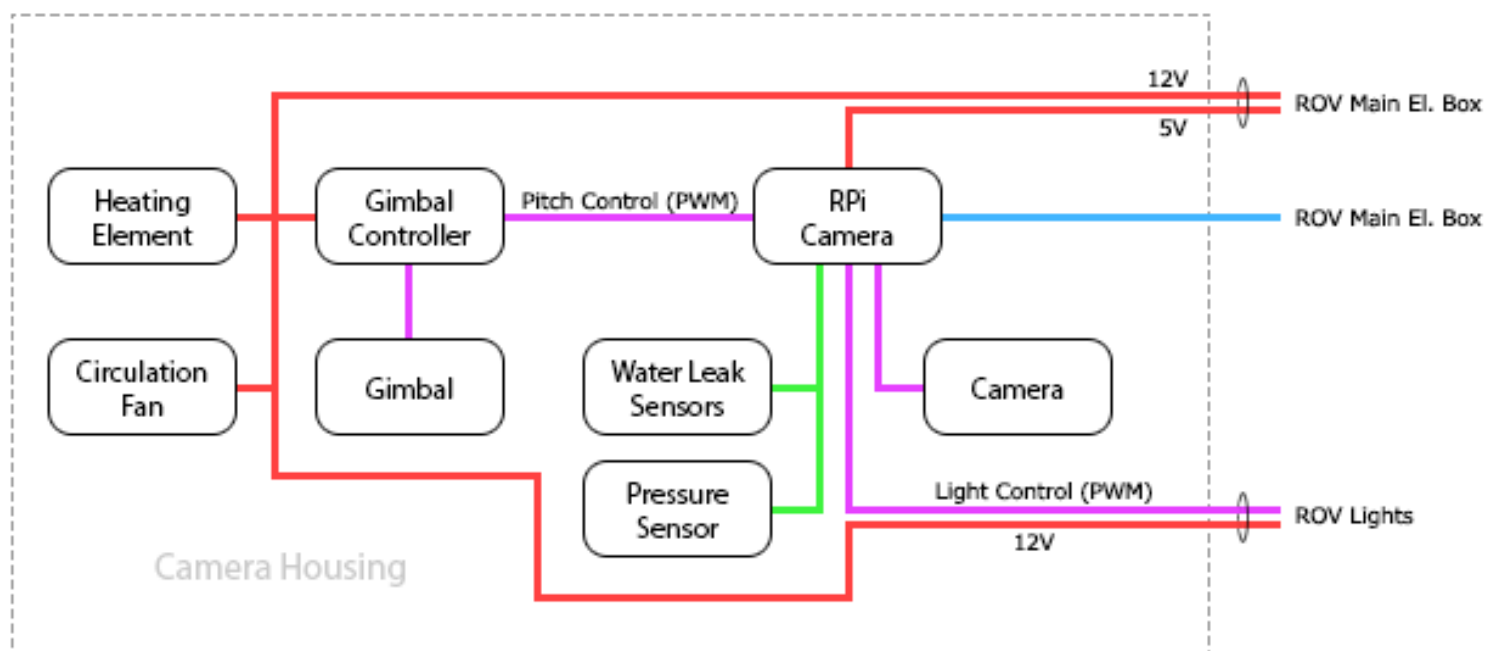 12V
ROV Main El. Box
5V
Heating
Element
Gimbal
Controller
Pitch Control (PWM)
RPi
Camera
ROV Main El. Box
Circulation
Fan
Gimbal
Water Leak
Sensors
Camera
Pressure
Sensor
Light Control (PWM)
ROV Lights
12V
Camera Housing